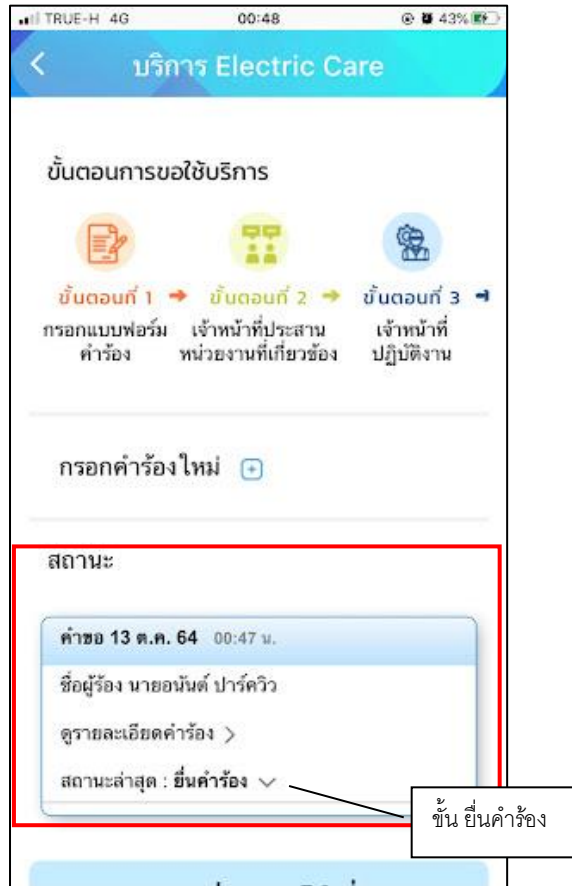 TRUE-H 4G 00:48 43%
บริการ Electric Care
ขั้นตอนการขอใช้บริการ
ขั้นตอนที่ 1 ขั้นตอนที่ 2 ขั้นตอนที่ 3
กรอกแบบฟอร์ม เจ้าหน้าที่ประสาน เจ้าหน้าที่
คำร้อง หน่วยงานที่เกี่ยวข้อง ปฏิบัติงาน
กรอกคำร้องใหม่
สถานะ
คำขอ 13 ต.ค. 64 00:47 น.
ชื่อผู้ร้อง นายอนันต์ ปาร์ควิว
ดูรายละเอียดคำร้อง
สถานะล่าสุด : ยื่นคำร้อง
ขั้น ยื่นคำร้อง